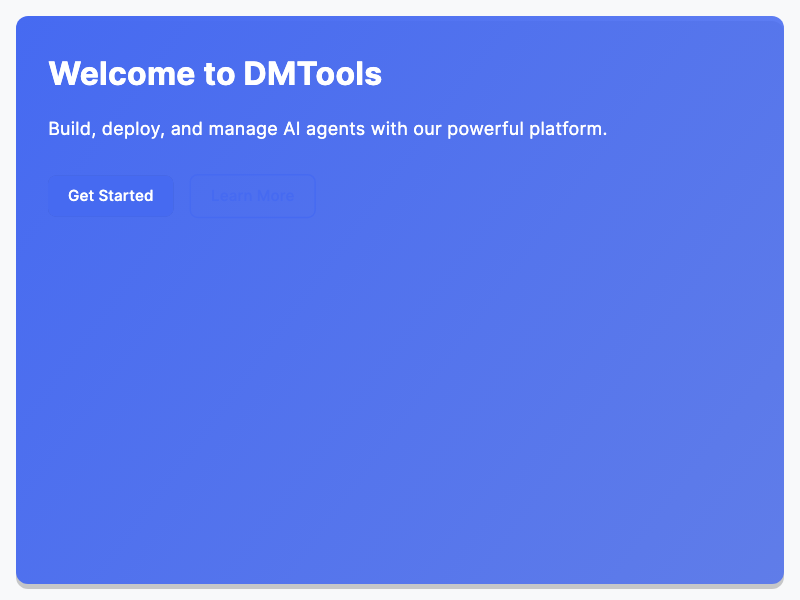 Welcome to DMTools
Build, deploy, and manage AI agents with our powerful platform.
Get Started
Learn More